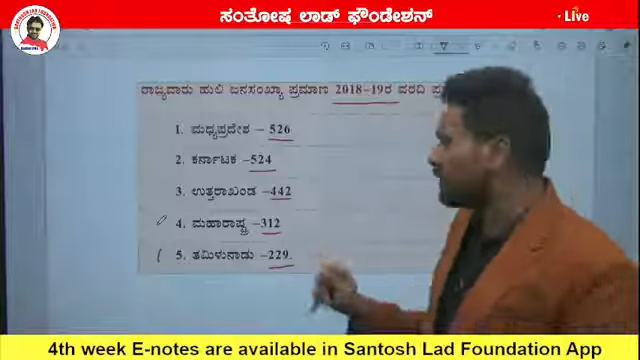 ಸಂತೋಷ ಲಾಡ್ ಫೌಂಡೇಶನ್
Live
ರಾಜ್ಯವಾರು ಹುಲಿ ಜನಸಂಖ್ಯಾ ಪ್ರಮಾಣ 2018-19ರ ವರದಿ
1. ಮಧ್ಯಪ್ರದೇಶ – 526
2. ಕರ್ನಾಟಕ –524
3. ಉತ್ತರಾಖಂಡ –442
4. ಮಹಾರಾಷ್ಟ್ರ –312
5. ತಮಿಳುನಾಡು –229.
4th week E-notes are available in Santosh Lad Foundation App